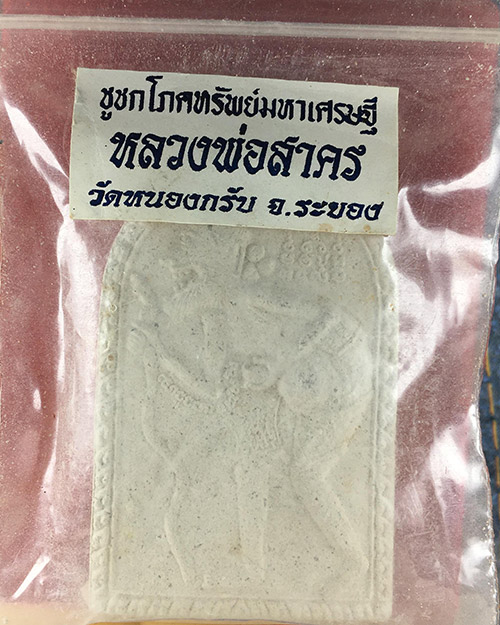 ชูชกโภคทรัพย์มหาเศรษฐี
หลวงพ่อสาคร
วัดหนองกรับ จ.ระยอง